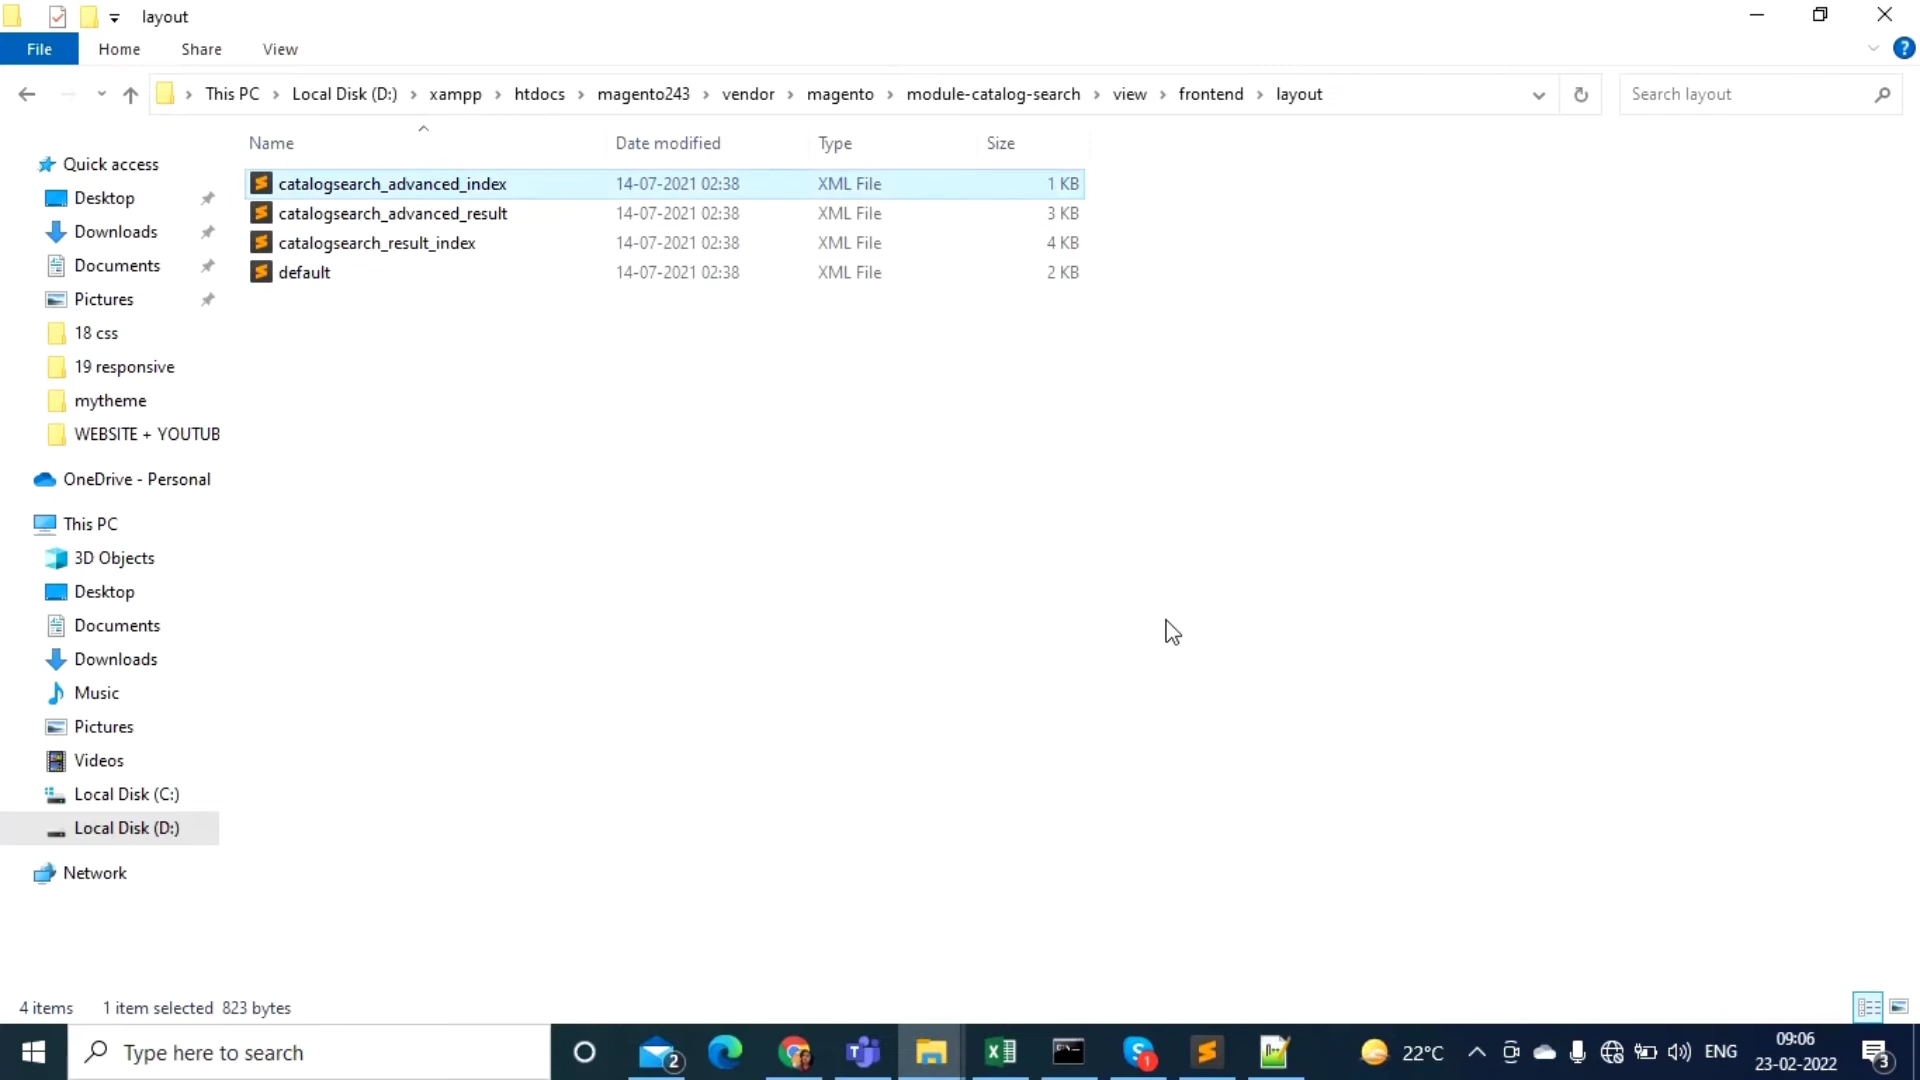 layout
File Home Share View
This PC Local Disk (D:) xampp htdocs magento243 vendor magento module-catalog-search view frontend layout Search layout
Name Date modified Type Size
Quick access
catalogsearch_advanced_index 14-07-2021 02:38 XML File 1 KB
Desktop
catalogsearch_advanced_result 14-07-2021 02:38 XML File 3 KB
Downloads
catalogsearch_result_index 14-07-2021 02:38 XML File 4 KB
Documents
default 14-07-2021 02:38 XML File 2 KB
Pictures
18 css
19 responsive
mytheme
WEBSITE + YOUTUB
OneDrive - Personal
This PC
3D Objects
Desktop
Documents
Downloads
Music
Pictures
Videos
Local Disk (C:)
Local Disk (D:)
Network
4 items 1 item selected 823 bytes
Type here to search 2 1 22°C ENG 09:06
23-02-2022 3